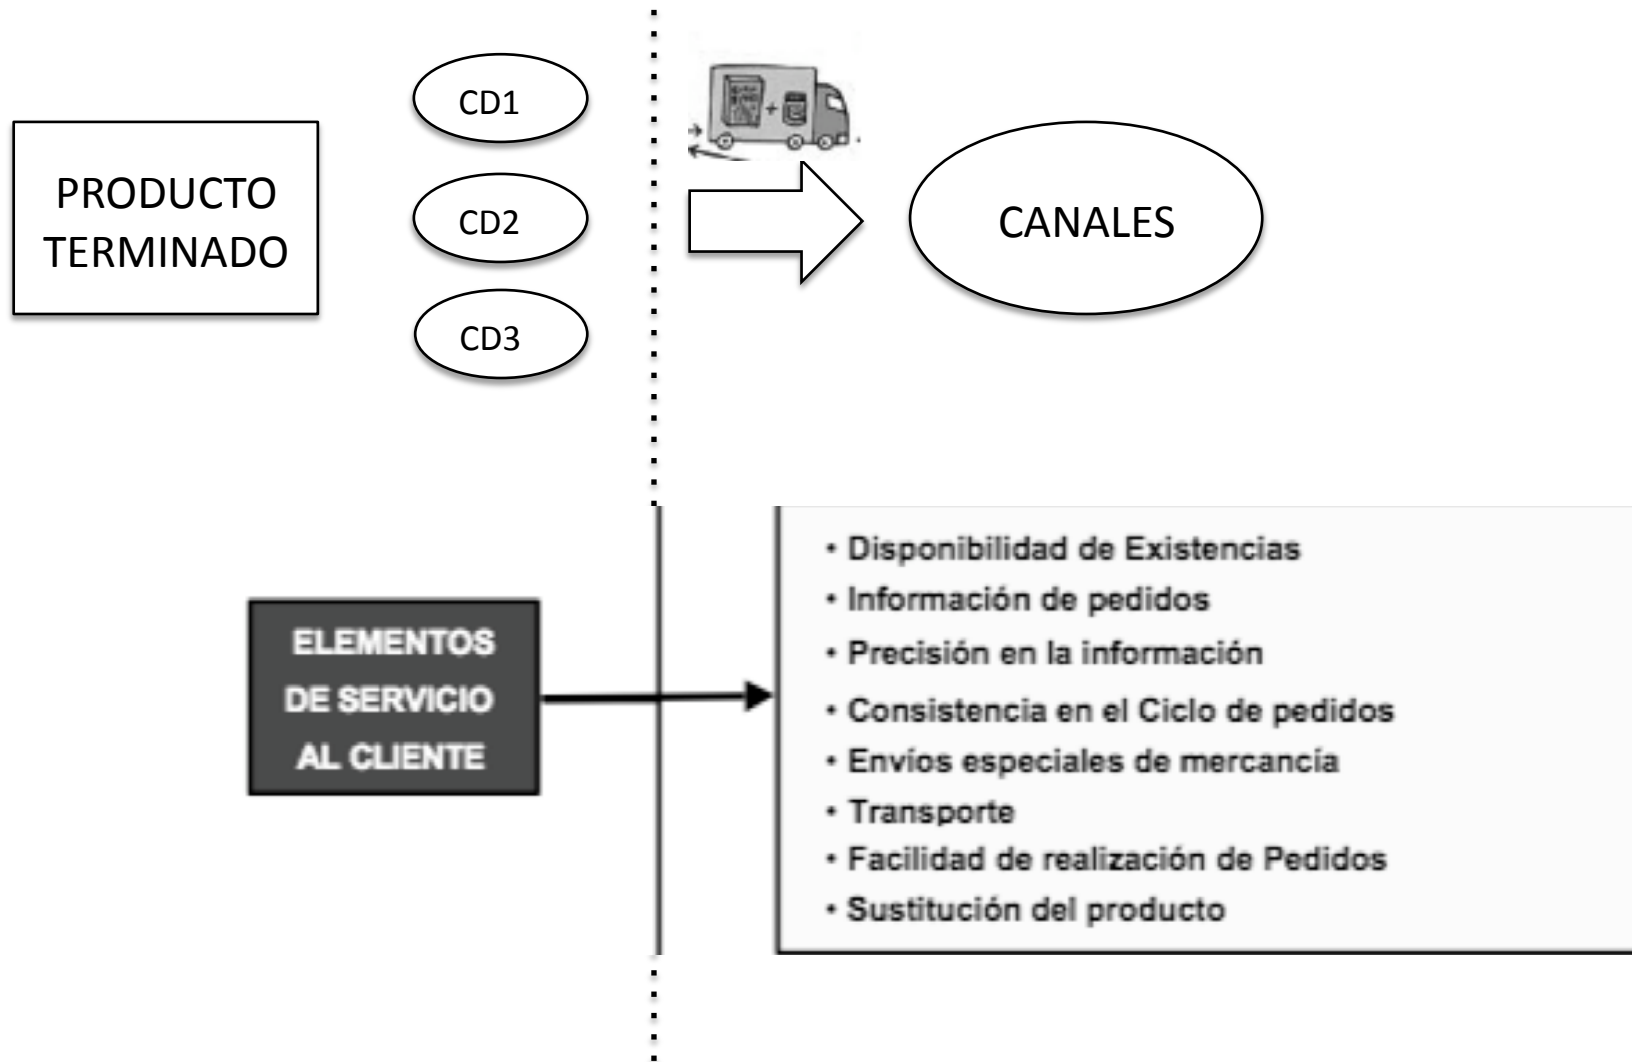 PRODUCTO
TERMINADO
CD1
CD2
CD3
CANALES
ELEMENTOS
DE SERVICIO
AL CLIENTE
• Disponibilidad de Existencias
• Información de pedidos
• Precisión en la información
• Consistencia en el Ciclo de pedidos
• Envíos especiales de mercancía
• Transporte
• Facilidad de realización de Pedidos
• Sustitución del producto